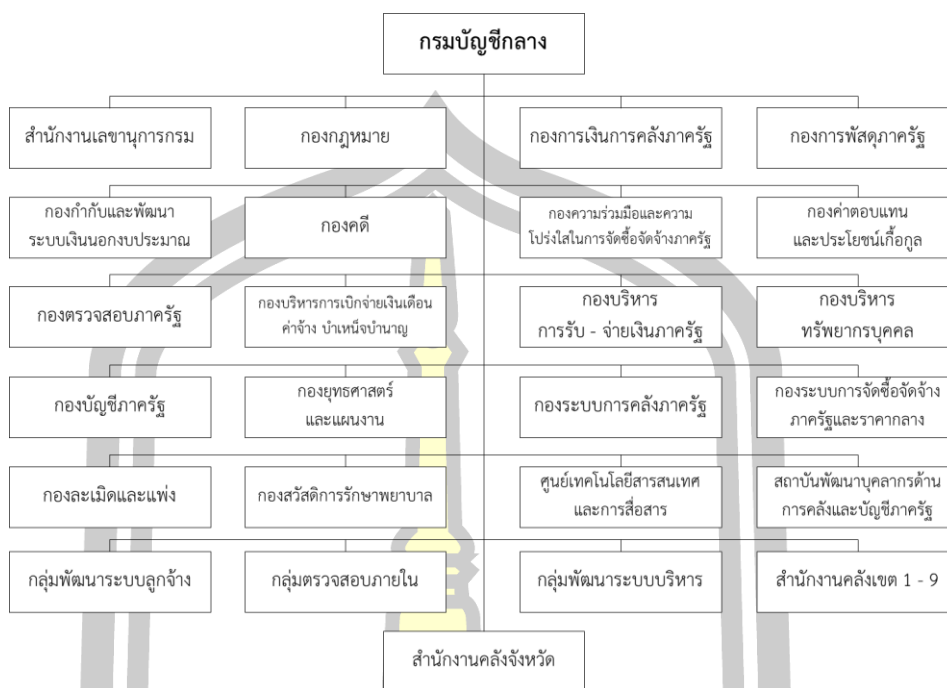 กรมบัญชีกลาง
สำนักงานเลขานุการกรม
กองกฎหมาย
กองการเงินการคลังภาครัฐ
กองการพัสดุภาครัฐ
กองกำกับและพัฒนา
ระบบเงินนอกงบประมาณ
กองคดี
กองความร่วมมือและความ
โปร่งใสในการจัดซื้อจัดจ้างภาครัฐ
กองค่าตอบแทน
และประโยชน์เกื้อกูล
กองตรวจสอบภาครัฐ
กองบริหารการเบิกจ่ายเงินเดือน
ค่าจ้าง บำเหน็จบำนาญ
กองบริหาร
การรับ - จ่ายเงินภาครัฐ
กองบริหาร
ทรัพยากรบุคคล
กองบัญชีภาครัฐ
กองยุทธศาสตร์
และแผนงาน
กองระบบการคลังภาครัฐ
กองระบบการจัดซื้อจัดจ้าง
ภาครัฐและราคากลาง
กองละเมิดและแพ่ง
กองสวัสดิการรักษาพยาบาล
ศูนย์เทคโนโลยีสารสนเทศ
และการสื่อสาร
สถาบันพัฒนาบุคลากรด้าน
การคลังและบัญชีภาครัฐ
กลุ่มพัฒนาระบบลูกจ้าง
กลุ่มตรวจสอบภายใน
กลุ่มพัฒนาระบบบริหาร
สำนักงานคลังเขต 1 - 9
สำนักงานคลังจังหวัด